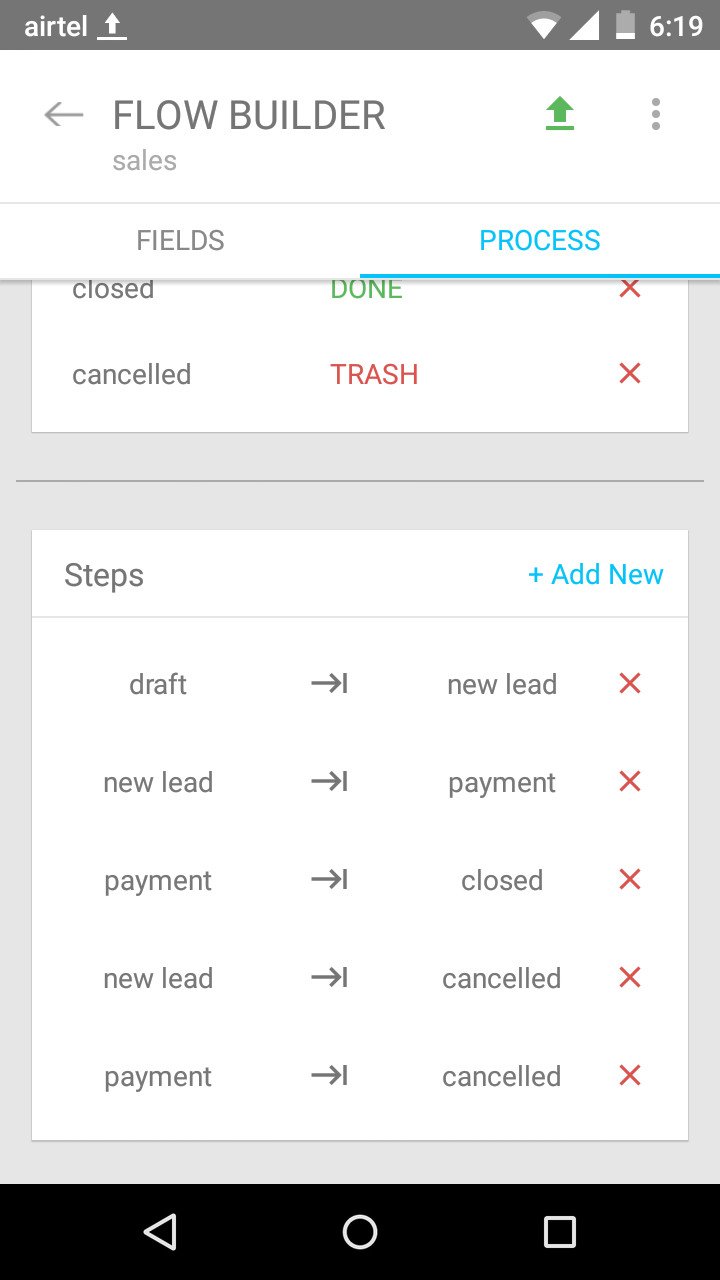 airtel 6:19
FLOW BUILDER
sales
FIELDS PROCESS
closed DONE
cancelled TRASH
Steps + Add New
draft new lead
new lead payment
payment closed
new lead cancelled
payment cancelled